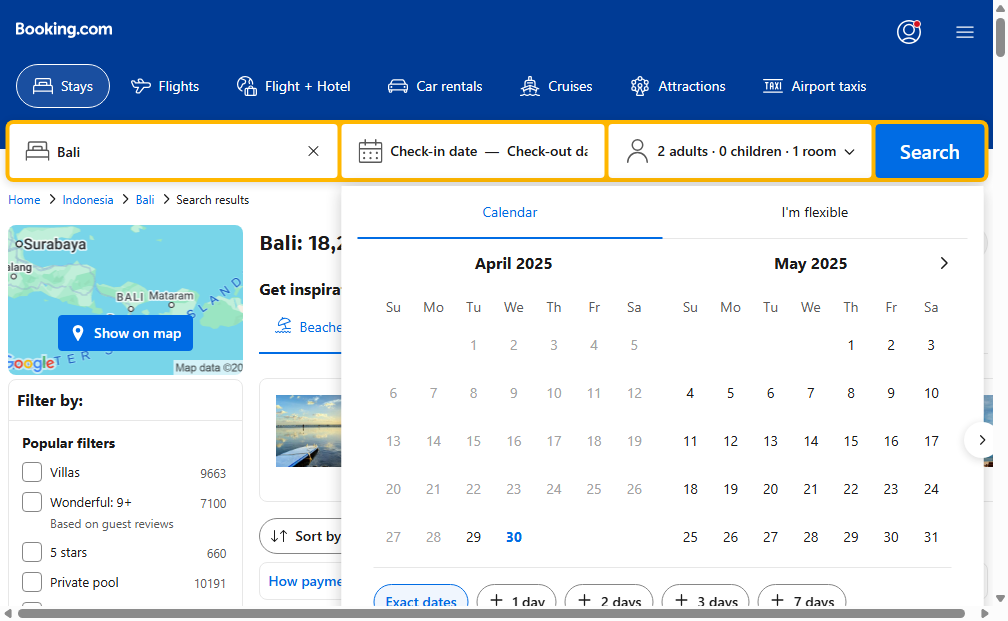 Booking.com
Stays
Flights
Flight + Hotel
Car rentals
Cruises
Attractions
TAXI Airport taxis
Bali
Check-in date — Check-out da
2 adults · 0 children · 1 room
Search
Home > Indonesia > Bali > Search results
Surabaya
alang
BALI
Mataram
ISLAND
TER S
Show on map
Google
Map data ©20
Bali: 18,2
Get inspira
Beache
Calendar
I'm flexible
April 2025
Su Mo Tu We Th Fr Sa
1 2 3 4 5
6 7 8 9 10 11 12
13 14 15 16 17 18 19
20 21 22 23 24 25 26
27 28 29 30
May 2025
Su Mo Tu We Th Fr Sa
1 2 3
4 5 6 7 8 9 10
11 12 13 14 15 16 17
18 19 20 21 22 23 24
25 26 27 28 29 30 31
Exact dates
+ 1 day
+ 2 days
+ 3 days
+ 7 days
Filter by:
Popular filters
Villas 9663
Wonderful: 9+ 7100
Based on guest reviews
5 stars 660
Private pool 10191
Sort by
How payme